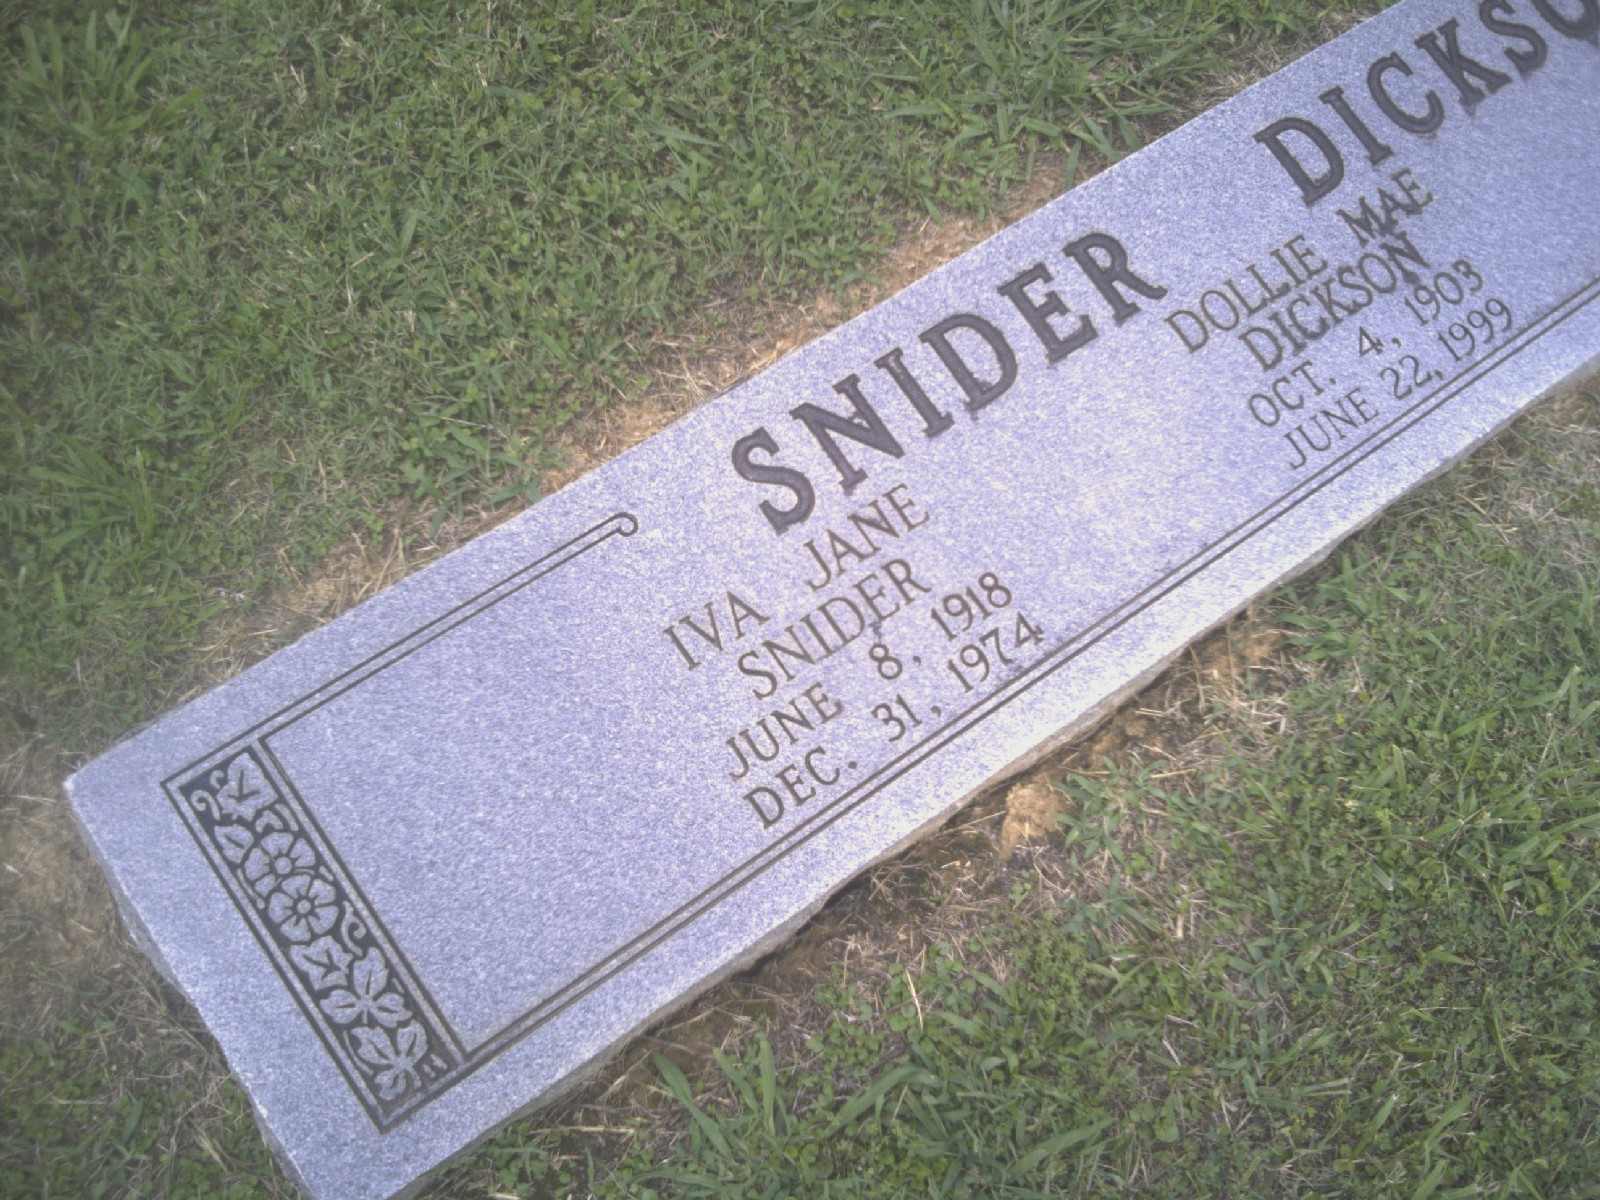 SNIDER
IVA JANE
SNIDER
JUNE 8, 1918
DEC. 31, 1974
DICKSO
DOLLIE MAE
DICKSON
OCT. 4, 1903
JUNE 22, 1999